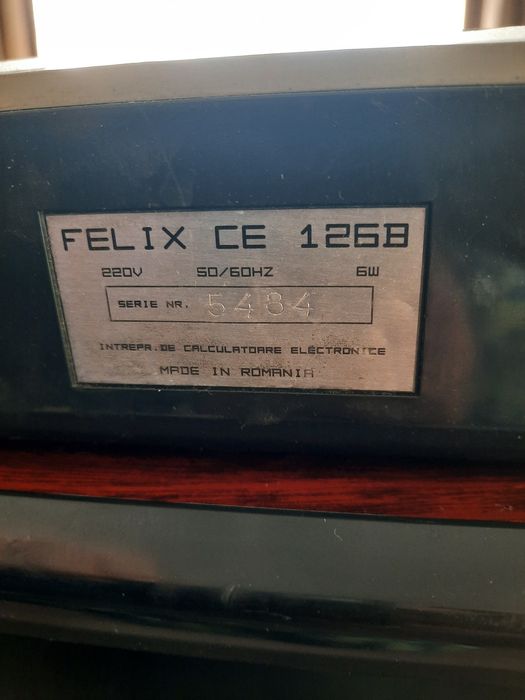 FELIX CE 126B
220V 50/60HZ 6W
SERIE NR. 5484
INTREPR. DE CALCULATOARE ELECTRONICE
MADE IN ROMANIA